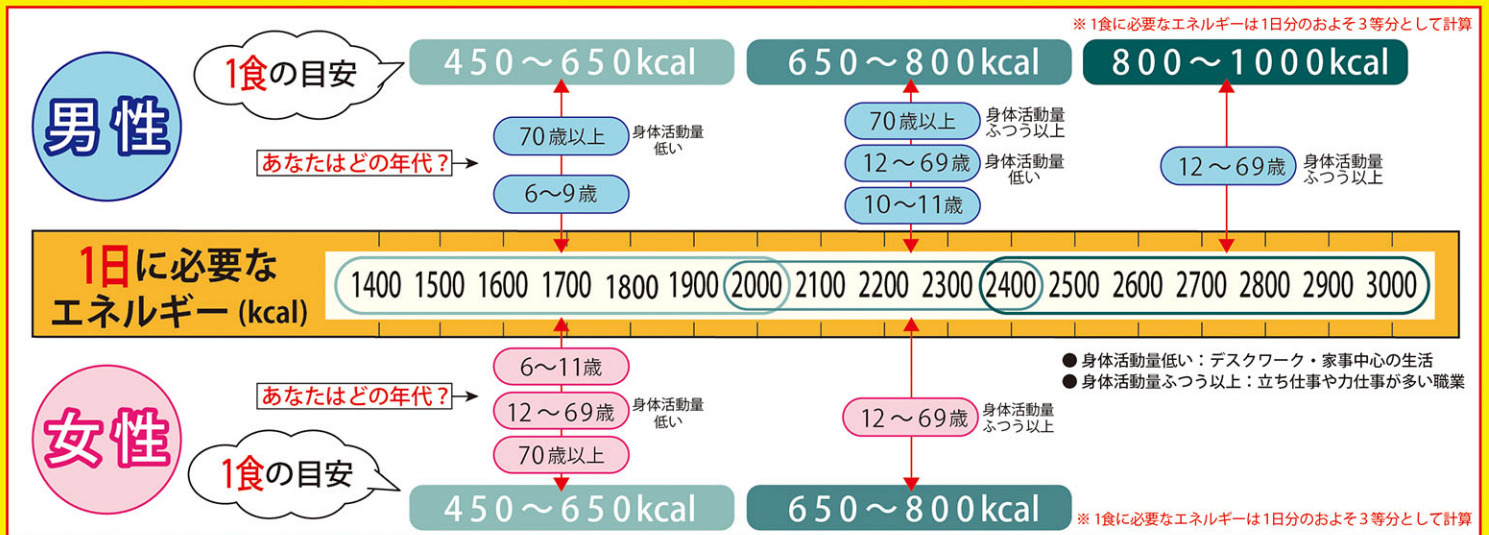 ※ 1食に必要なエネルギーは1日分のおよそ3等分として計算
男性
1食の目安
450～650kcal
650～800kcal
800～1000kcal
あなたはどの年代？
70歳以上
身体活動量
低い
6～9歳
70歳以上
身体活動量
ふつう以上
12～69歳
身体活動量
低い
10～11歳
12～69歳
身体活動量
ふつう以上
1日に必要な
エネルギー(kcal)
1400 1500 1600 1700 1800 1900 2000 2100 2200 2300 2400 2500 2600 2700 2800 2900 3000
女性
あなたはどの年代？
6～11歳
12～69歳
身体活動量
低い
70歳以上
12～69歳
身体活動量
ふつう以上
● 身体活動量低い：デスクワーク・家事中心の生活
● 身体活動量ふつう以上：立ち仕事や力仕事が多い職業
1食の目安
450～650kcal
650～800kcal
※ 1食に必要なエネルギーは1日分のおよそ3等分として計算